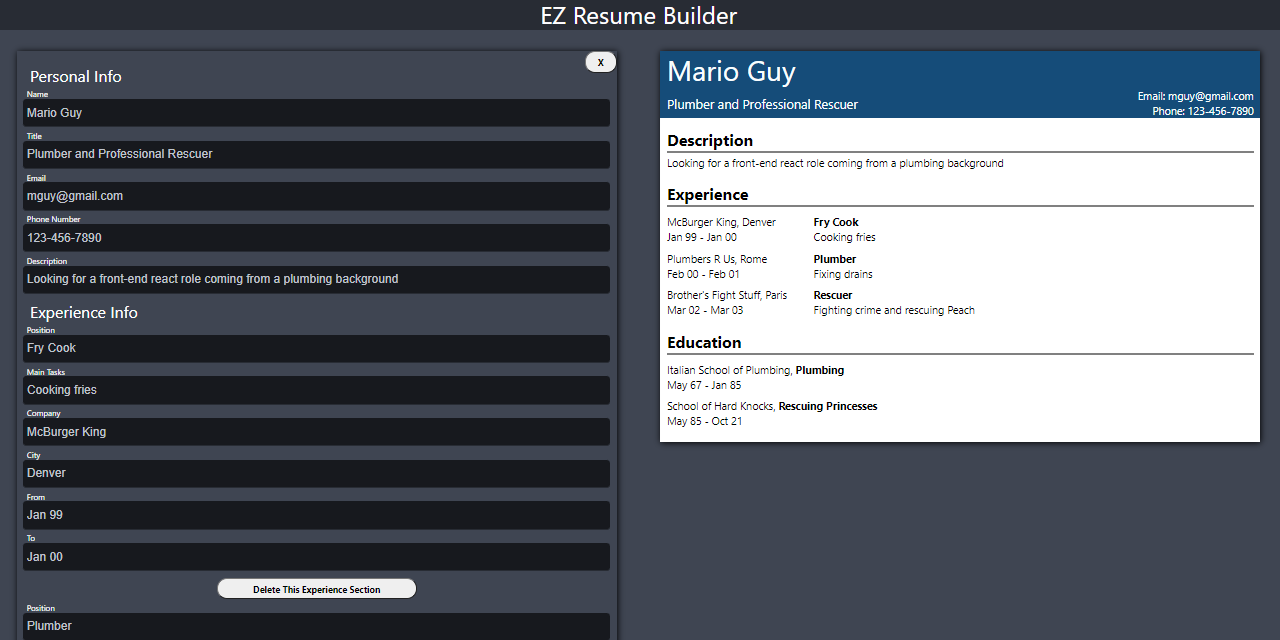 EZ Resume Builder
X
Personal Info
Name
Mario Guy
Title
Plumber and Professional Rescuer
Email
mguy@gmail.com
Phone Number
123-456-7890
Description
Looking for a front-end react role coming from a plumbing background
Experience Info
Position
Fry Cook
Main Tasks
Cooking fries
Company
McBurger King
City
Denver
From
Jan 99
To
Jan 00
Delete This Experience Section
Position
Plumber
Mario Guy
Plumber and Professional Rescuer
Email: mguy@gmail.com
Phone: 123-456-7890
Description
Looking for a front-end react role coming from a plumbing background
Experience
McBurger King, Denver Fry Cook
Jan 99 - Jan 00 Cooking fries
Plumbers R Us, Rome Plumber
Feb 00 - Feb 01 Fixing drains
Brother's Fight Stuff, Paris Rescuer
Mar 02 - Mar 03 Fighting crime and rescuing Peach
Education
Italian School of Plumbing, Plumbing
May 67 - Jan 85
School of Hard Knocks, Rescuing Princesses
May 85 - Oct 21